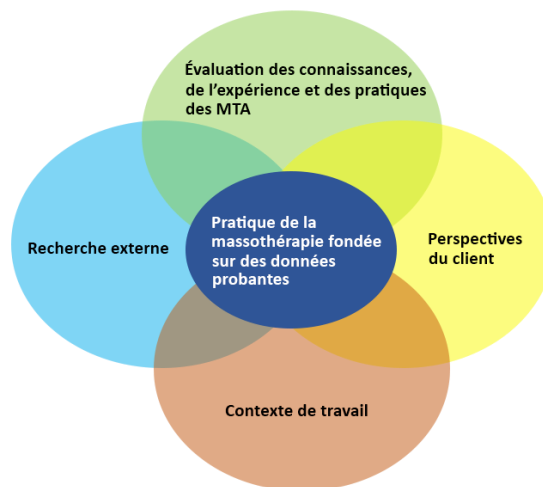 Évaluation des connaissances,
de l’expérience et des pratiques
des MTA
Recherche externe
Pratique de la
massothérapie fondée
sur des données
probantes
Perspectives
du client
Contexte de travail